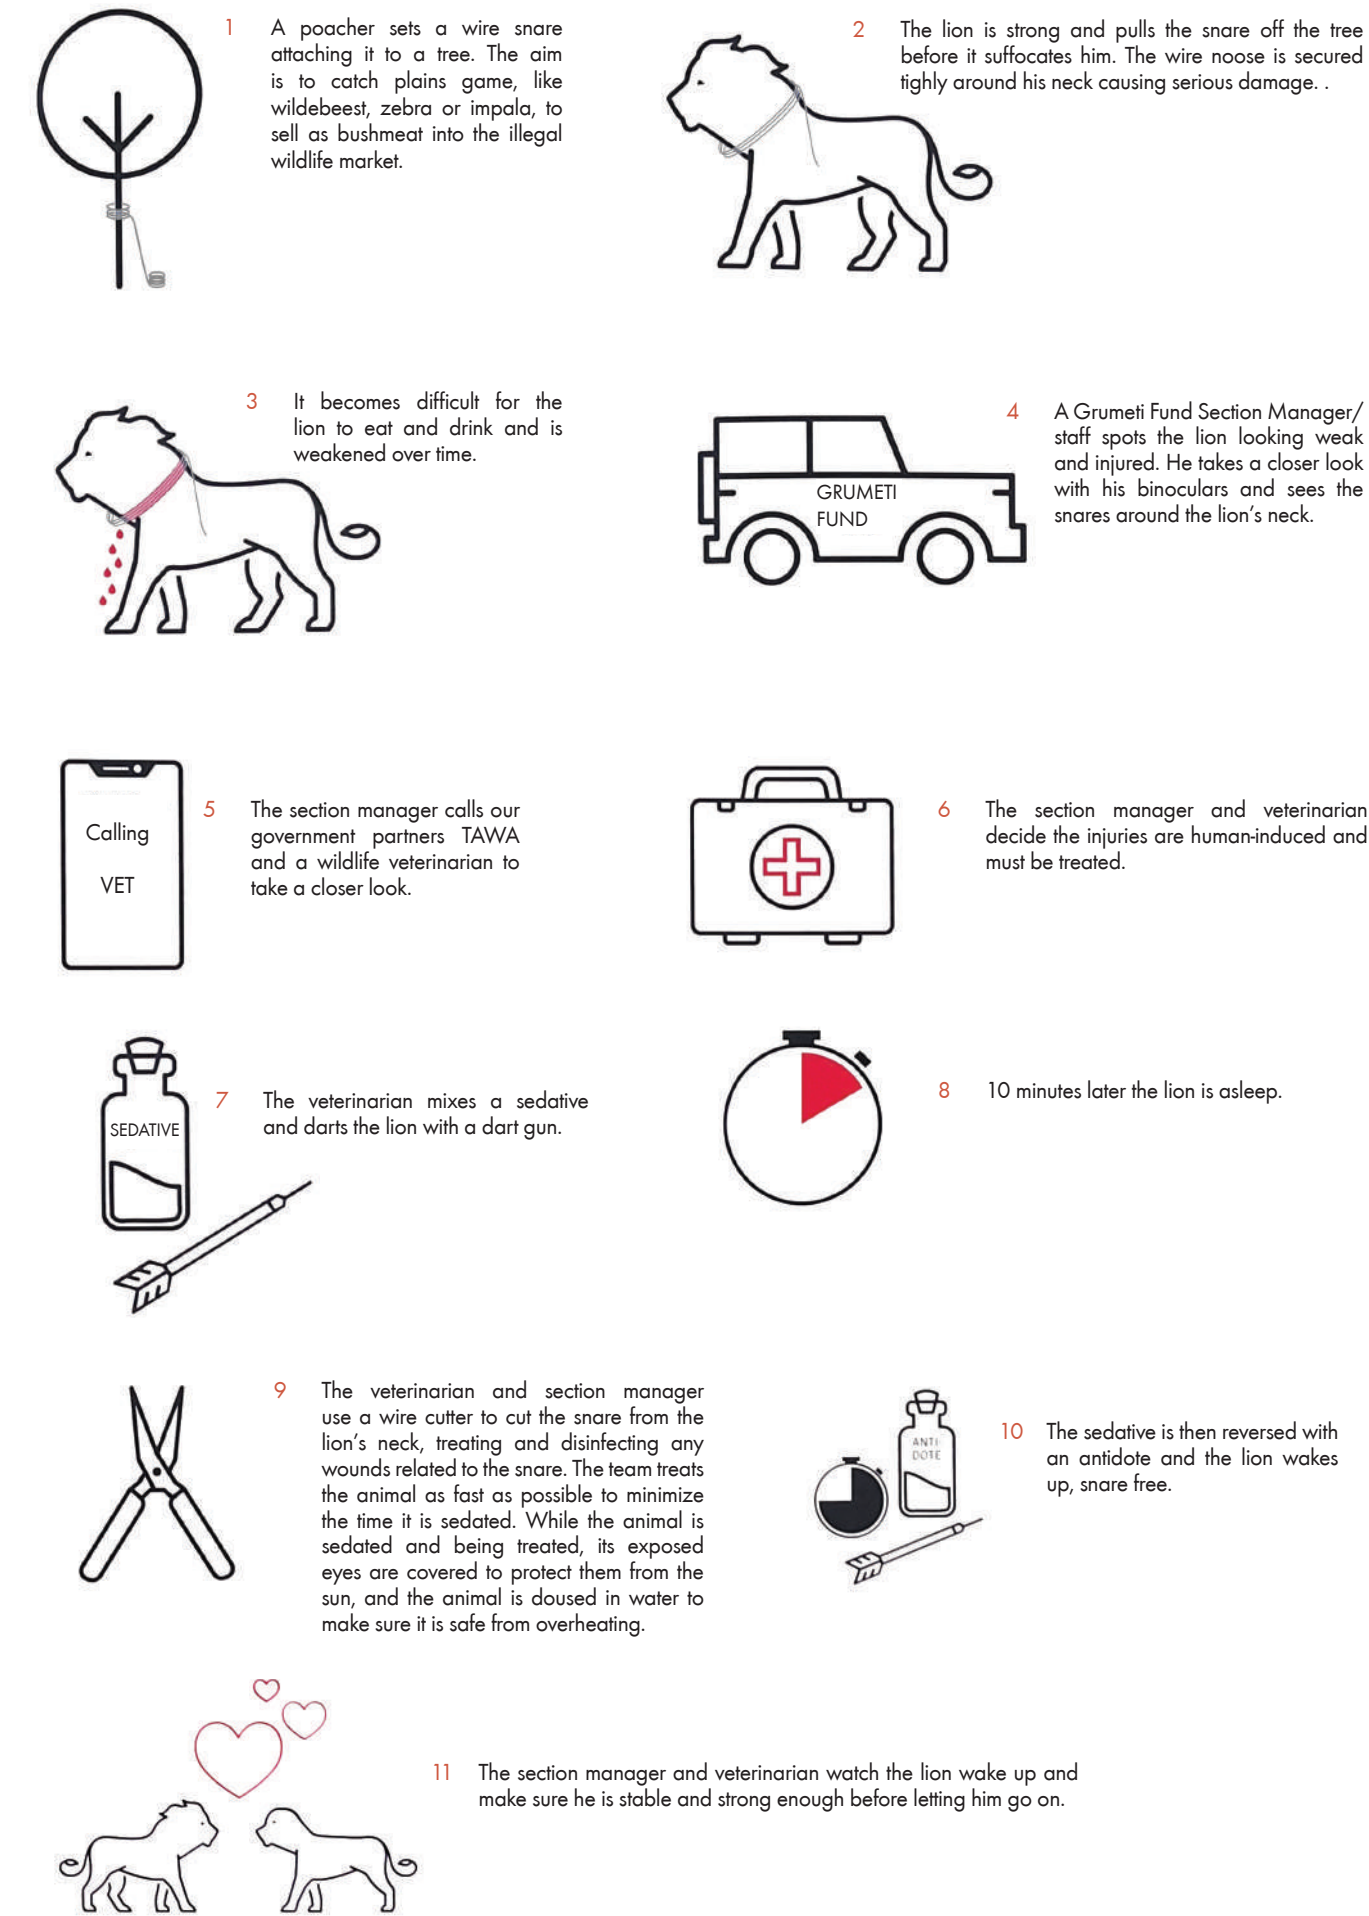 1 A poacher sets a wire snare
attaching it to a tree. The aim
is to catch plains game, like
wildebeest, zebra or impala, to
sell as bushmeat into the illegal
wildlife market.
2 The lion is strong and pulls the snare off the tree
before it suffocates him. The wire noose is secured
tighly around his neck causing serious damage. .
3 It becomes difficult for the
lion to eat and drink and is
weakened over time.
GRUMETI
FUND
4 A Grumeti Fund Section Manager/
staff spots the lion looking weak
and injured. He takes a closer look
with his binoculars and sees the
snares around the lion's neck.
Calling
VET
5 The section manager calls our
government partners TAWA
and a wildlife veterinarian to
take a closer look.
6 The section manager and veterinarian
decide the injuries are human-induced and
must be treated.
SEDATIVE
7 The veterinarian mixes a sedative
and darts the lion with a dart gun.
8 10 minutes later the lion is asleep.
9 The veterinarian and section manager
use a wire cutter to cut the snare from the
lion's neck, treating and disinfecting any
wounds related to the snare. The team treats
the animal as fast as possible to minimize
the time it is sedated. While the animal is
sedated and being treated, its exposed
eyes are covered to protect them from the
sun, and the animal is doused in water to
make sure it is safe from overheating.
ANTI-
DOTE
10 The sedative is then reversed with
an antidote and the lion wakes
up, snare free.
11 The section manager and veterinarian watch the lion wake up and
make sure he is stable and strong enough before letting him go on.